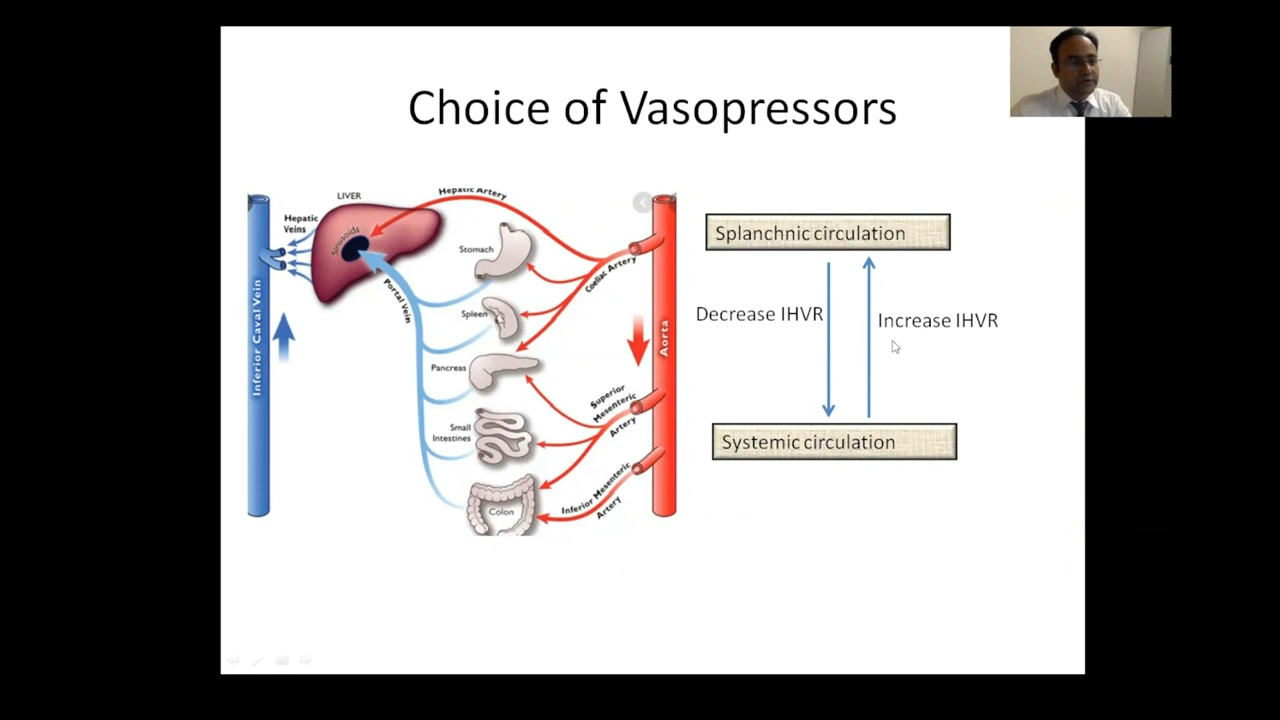 Choice of Vasopressors
LIVER
Hepatic Artery
Hepatic
Veins
Sinusoids
Stomach
Coeliac Artery
Portal Vein
Spleen
Pancreas
Inferior Caval Vein
Aorta
Superior
Mesenteric
Artery
Small
Intestines
Inferior Mesenteric
Artery
Colon
Splanchnic circulation
Decrease IHVR
Increase IHVR
Systemic circulation